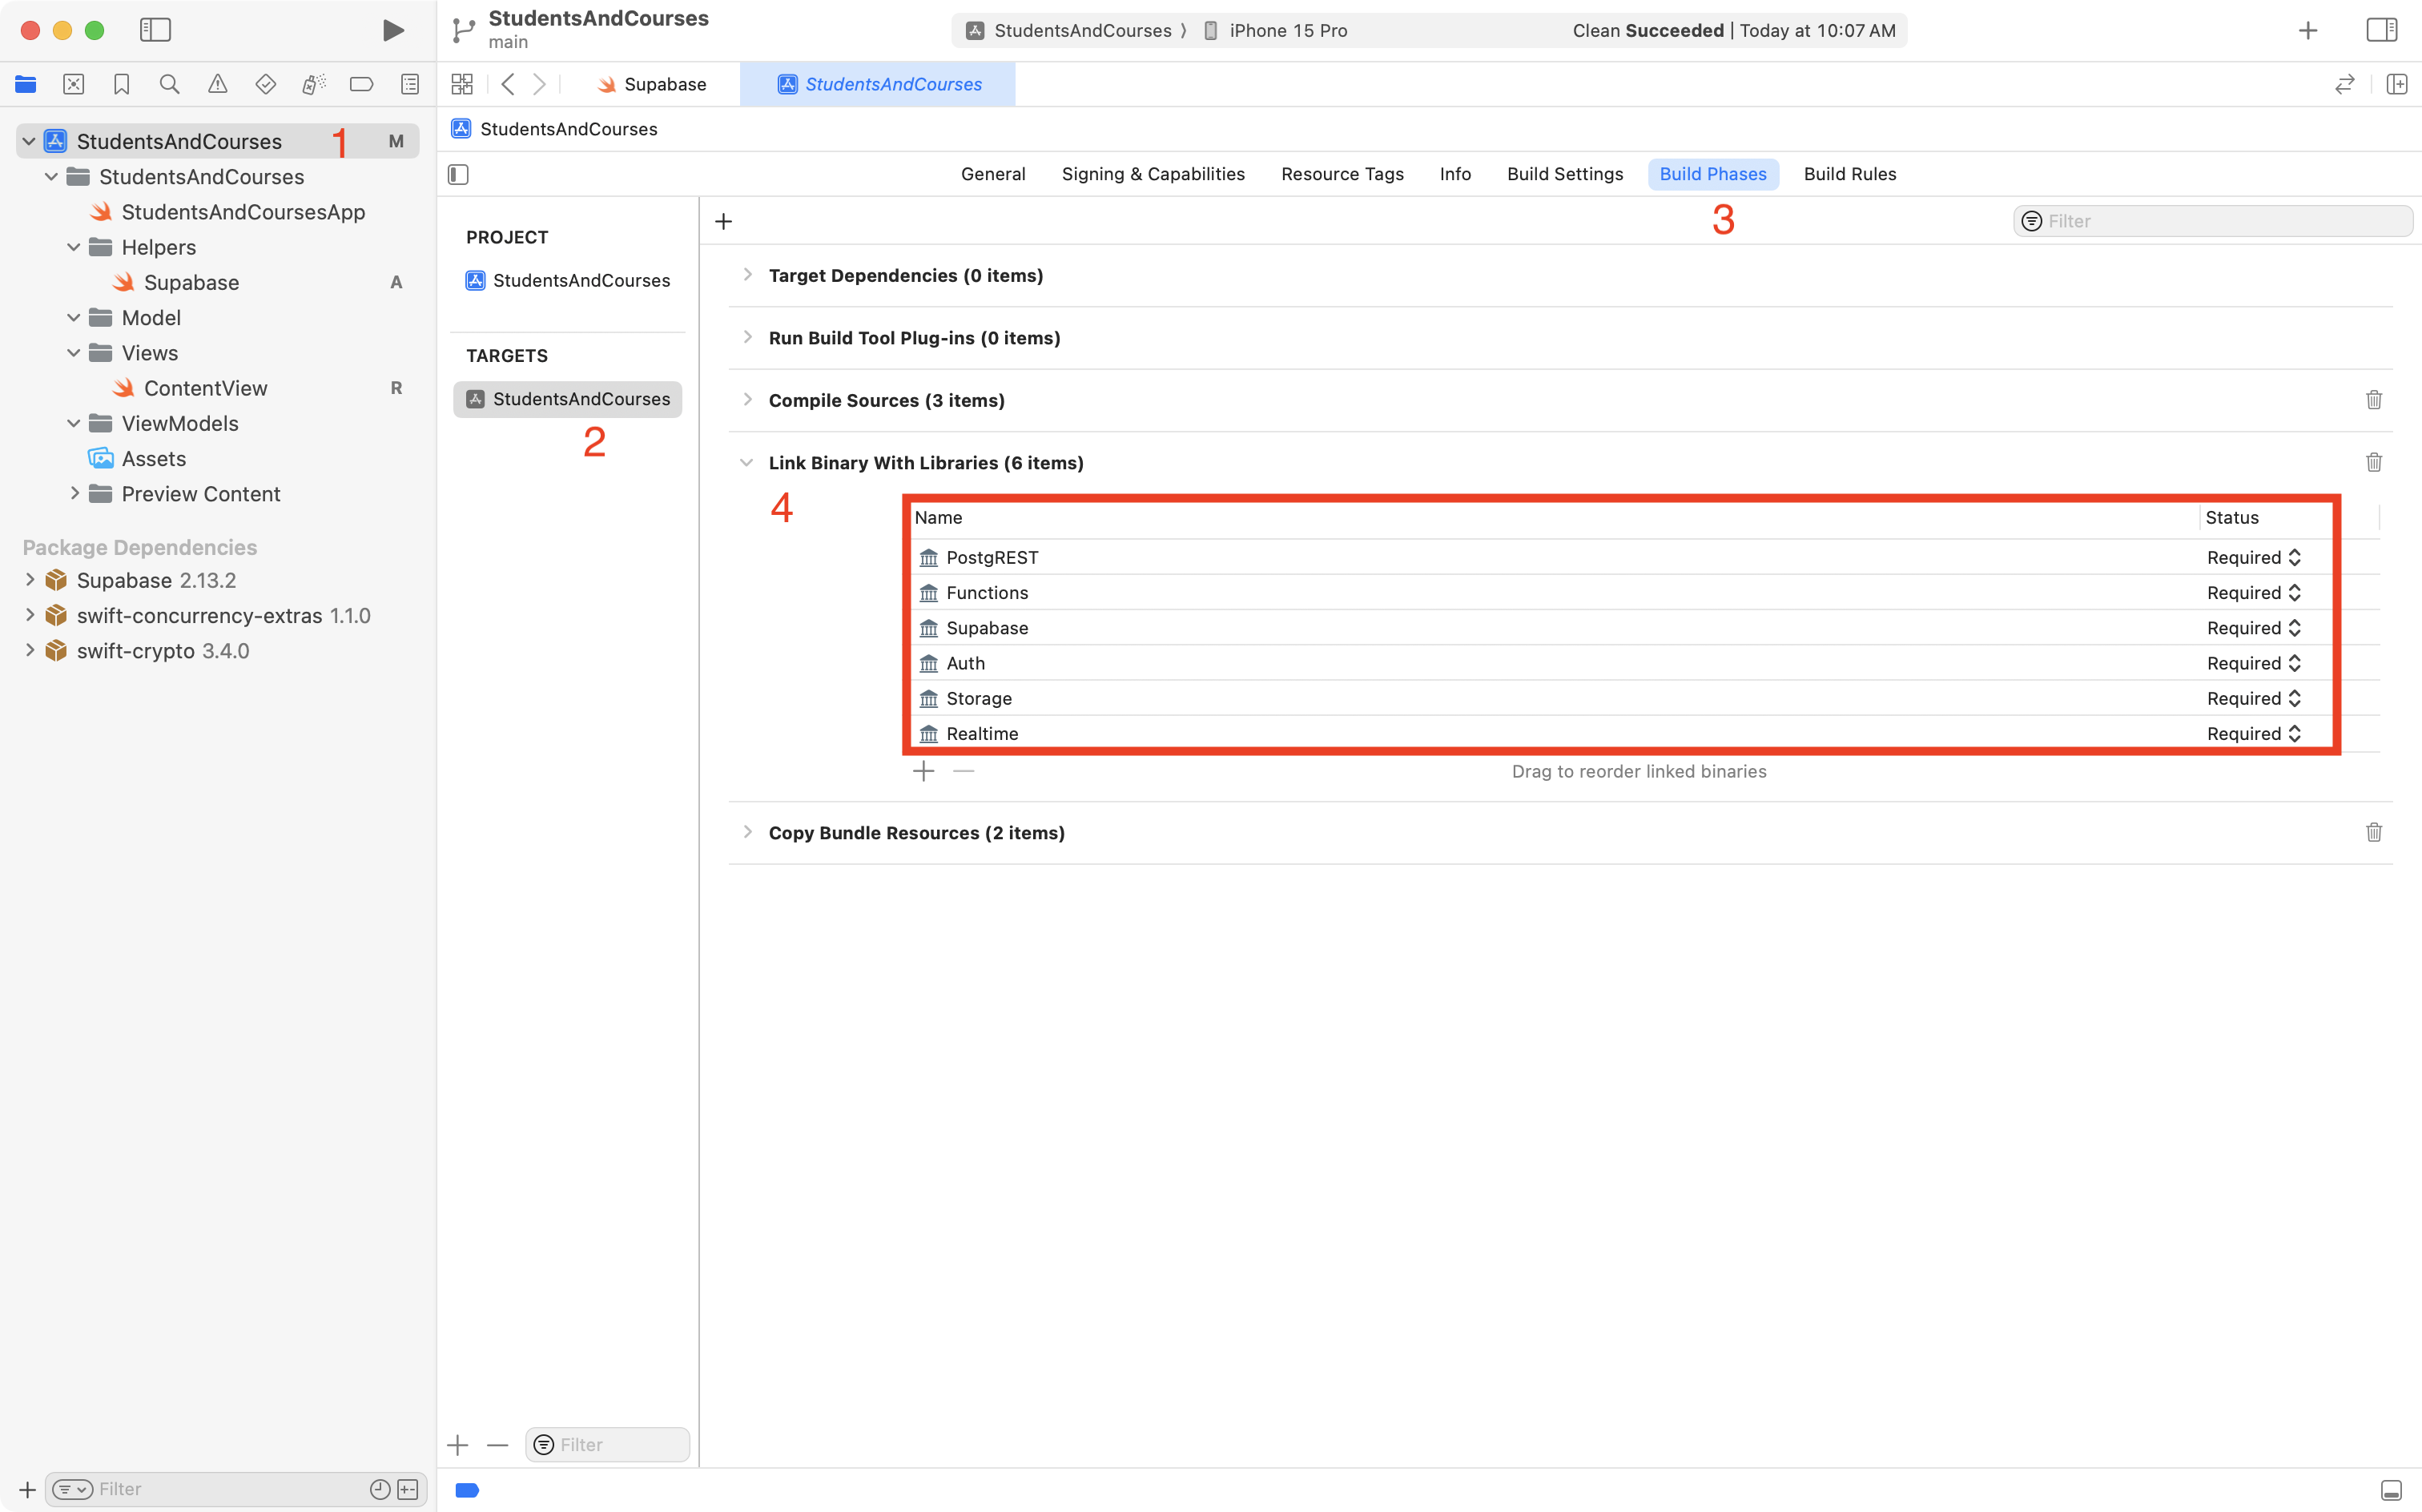 StudentsAndCourses
main
StudentsAndCourses 〉 iPhone 15 Pro
Clean Succeeded | Today at 10:07 AM
Supabase
StudentsAndCourses
StudentsAndCourses 1 M
StudentsAndCourses
StudentsAndCoursesApp
Helpers
Supabase A
Model
Views
ContentView R
ViewModels
Assets
Preview Content
Package Dependencies
Supabase 2.13.2
swift-concurrency-extras 1.1.0
swift-crypto 3.4.0
Filter
StudentsAndCourses
General Signing & Capabilities Resource Tags Info Build Settings Build Phases Build Rules
3
Filter
PROJECT
StudentsAndCourses
TARGETS
StudentsAndCourses
2
Filter
Target Dependencies (0 items)
Run Build Tool Plug-ins (0 items)
Compile Sources (3 items)
Link Binary With Libraries (6 items)
4
Name Status
PostgREST Required
Functions Required
Supabase Required
Auth Required
Storage Required
Realtime Required
Drag to reorder linked binaries
Copy Bundle Resources (2 items)